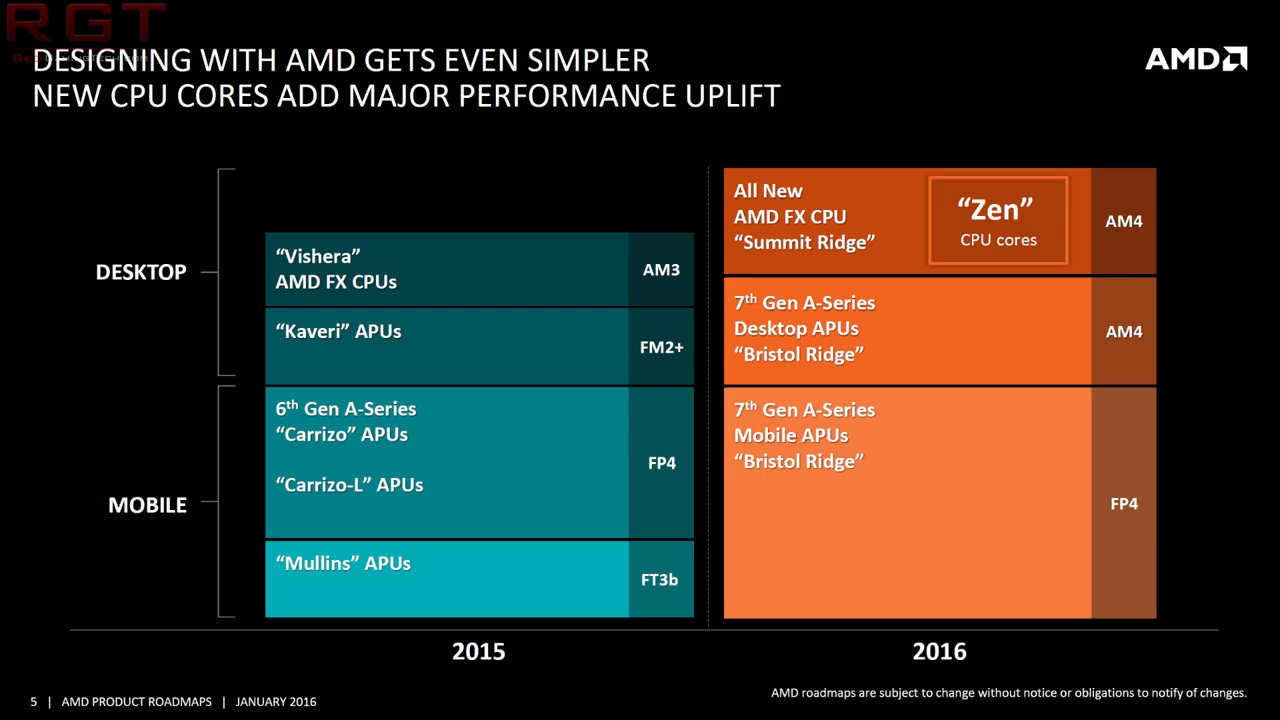 RGT
DESIGNING WITH AMD GETS EVEN SIMPLER
NEW CPU CORES ADD MAJOR PERFORMANCE UPLIFT
AMD
DESKTOP
“Vishera”
AMD FX CPUs
AM3
“Kaveri” APUs
FM2+
MOBILE
6th Gen A-Series
“Carrizo” APUs
“Carrizo-L” APUs
FP4
“Mullins” APUs
FT3b
All New
AMD FX CPU
“Summit Ridge”
“Zen”
CPU cores
AM4
7th Gen A-Series
Desktop APUs
“Bristol Ridge”
AM4
7th Gen A-Series
Mobile APUs
“Bristol Ridge”
FP4
2015
2016
5 | AMD PRODUCT ROADMAPS | JANUARY 2016
AMD roadmaps are subject to change without notice or obligations to notify of changes.